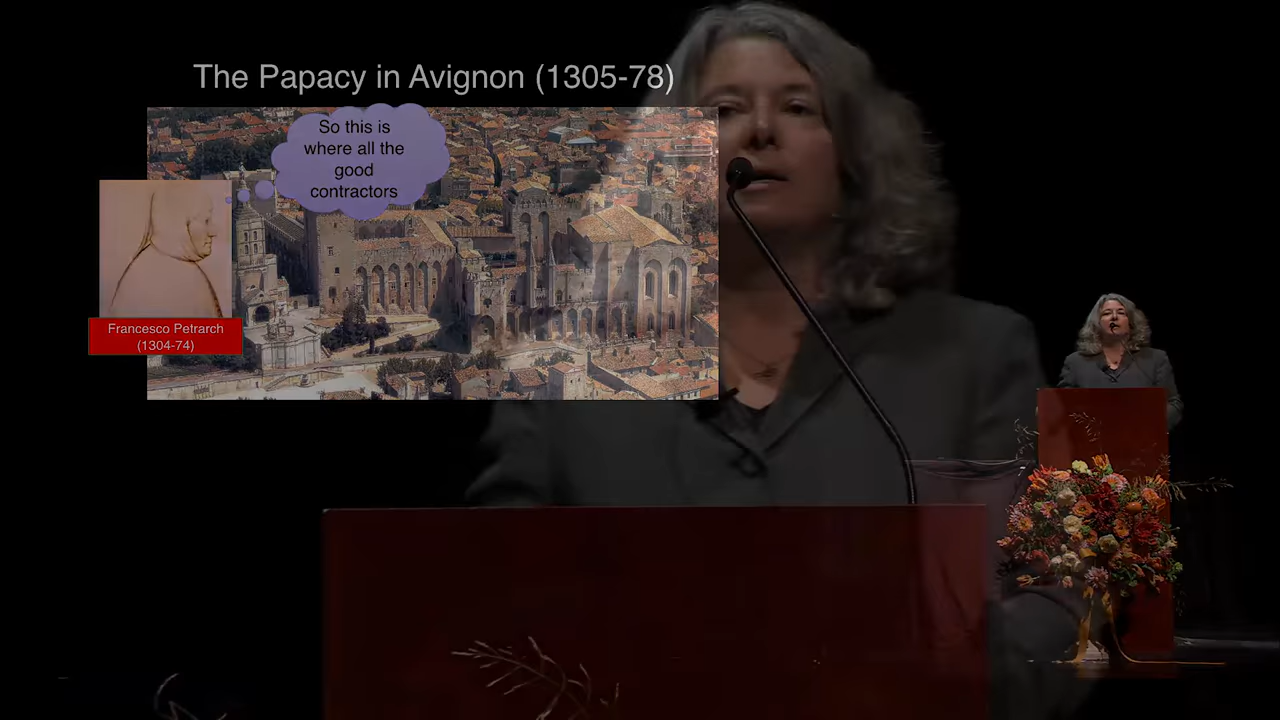 The Papacy in Avignon (1305-78)
So this is
where all the
good
contractors
Francesco Petrarch
(1304-74)